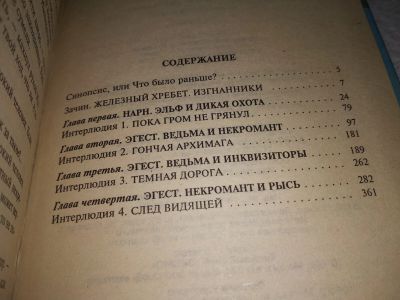 СОДЕРЖАНИЕ
Синопсис, или Что было раньше? 5
Зачин. ЖЕЛЕЗНЫЙ ХРЕБЕТ. ИЗГНАННИКИ 7
Глава первая. НАРН. ЭЛЬФ И ДИКАЯ ОХОТА 24
Интерлюдия 1. ПОКА ГРОМ НЕ ГРЯНУЛ 79
Глава вторая. ЭГЕСТ. ВЕДЬМА И НЕКРОМАНТ 97
Интерлюдия 2. ГОНЧАЯ АРХИМАГА 181
Глава третья. ЭГЕСТ. ВЕДЬМА И ИНКВИЗИТОРЫ 189
Интерлюдия 3. ТЕМНАЯ ДОРОГА 262
Глава четвертая. ЭГЕСТ. НЕКРОМАНТ И РЫСЬ 282
Интерлюдия 4. СЛЕД ВИДЯЩЕЙ 361